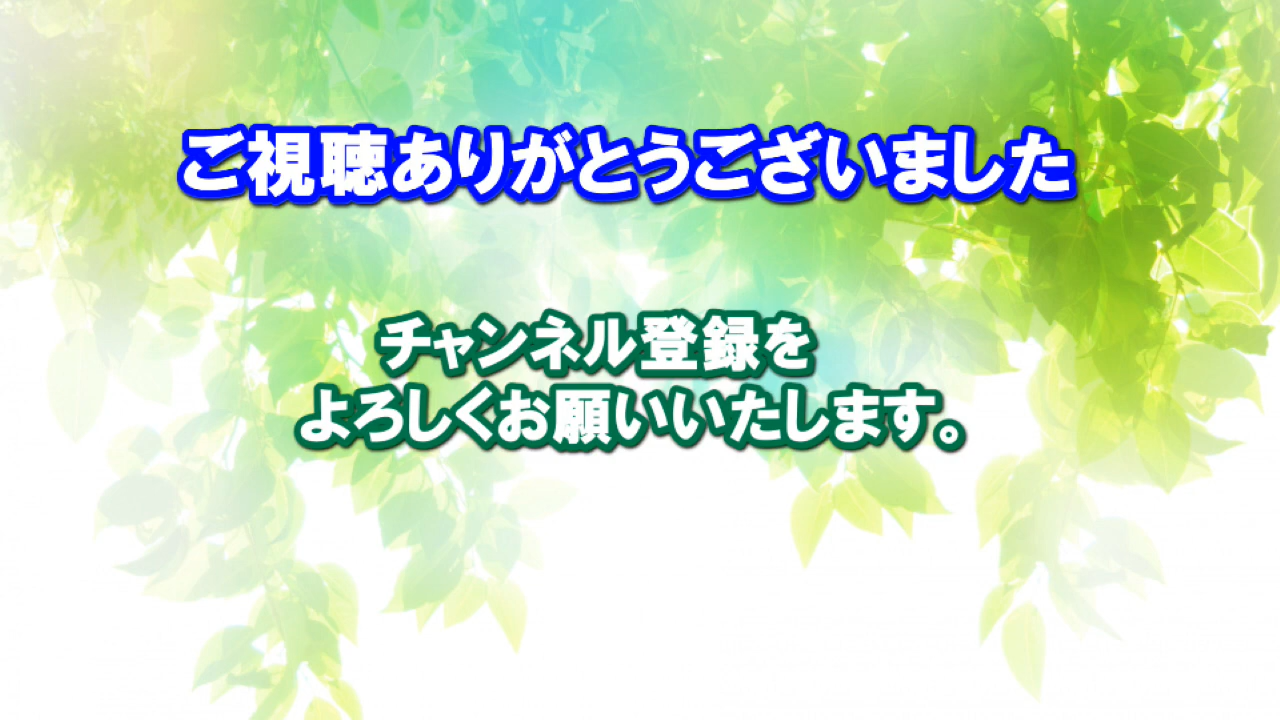 ご視聴ありがとうございました
チャンネル登録を
よろしくお願いいたします。